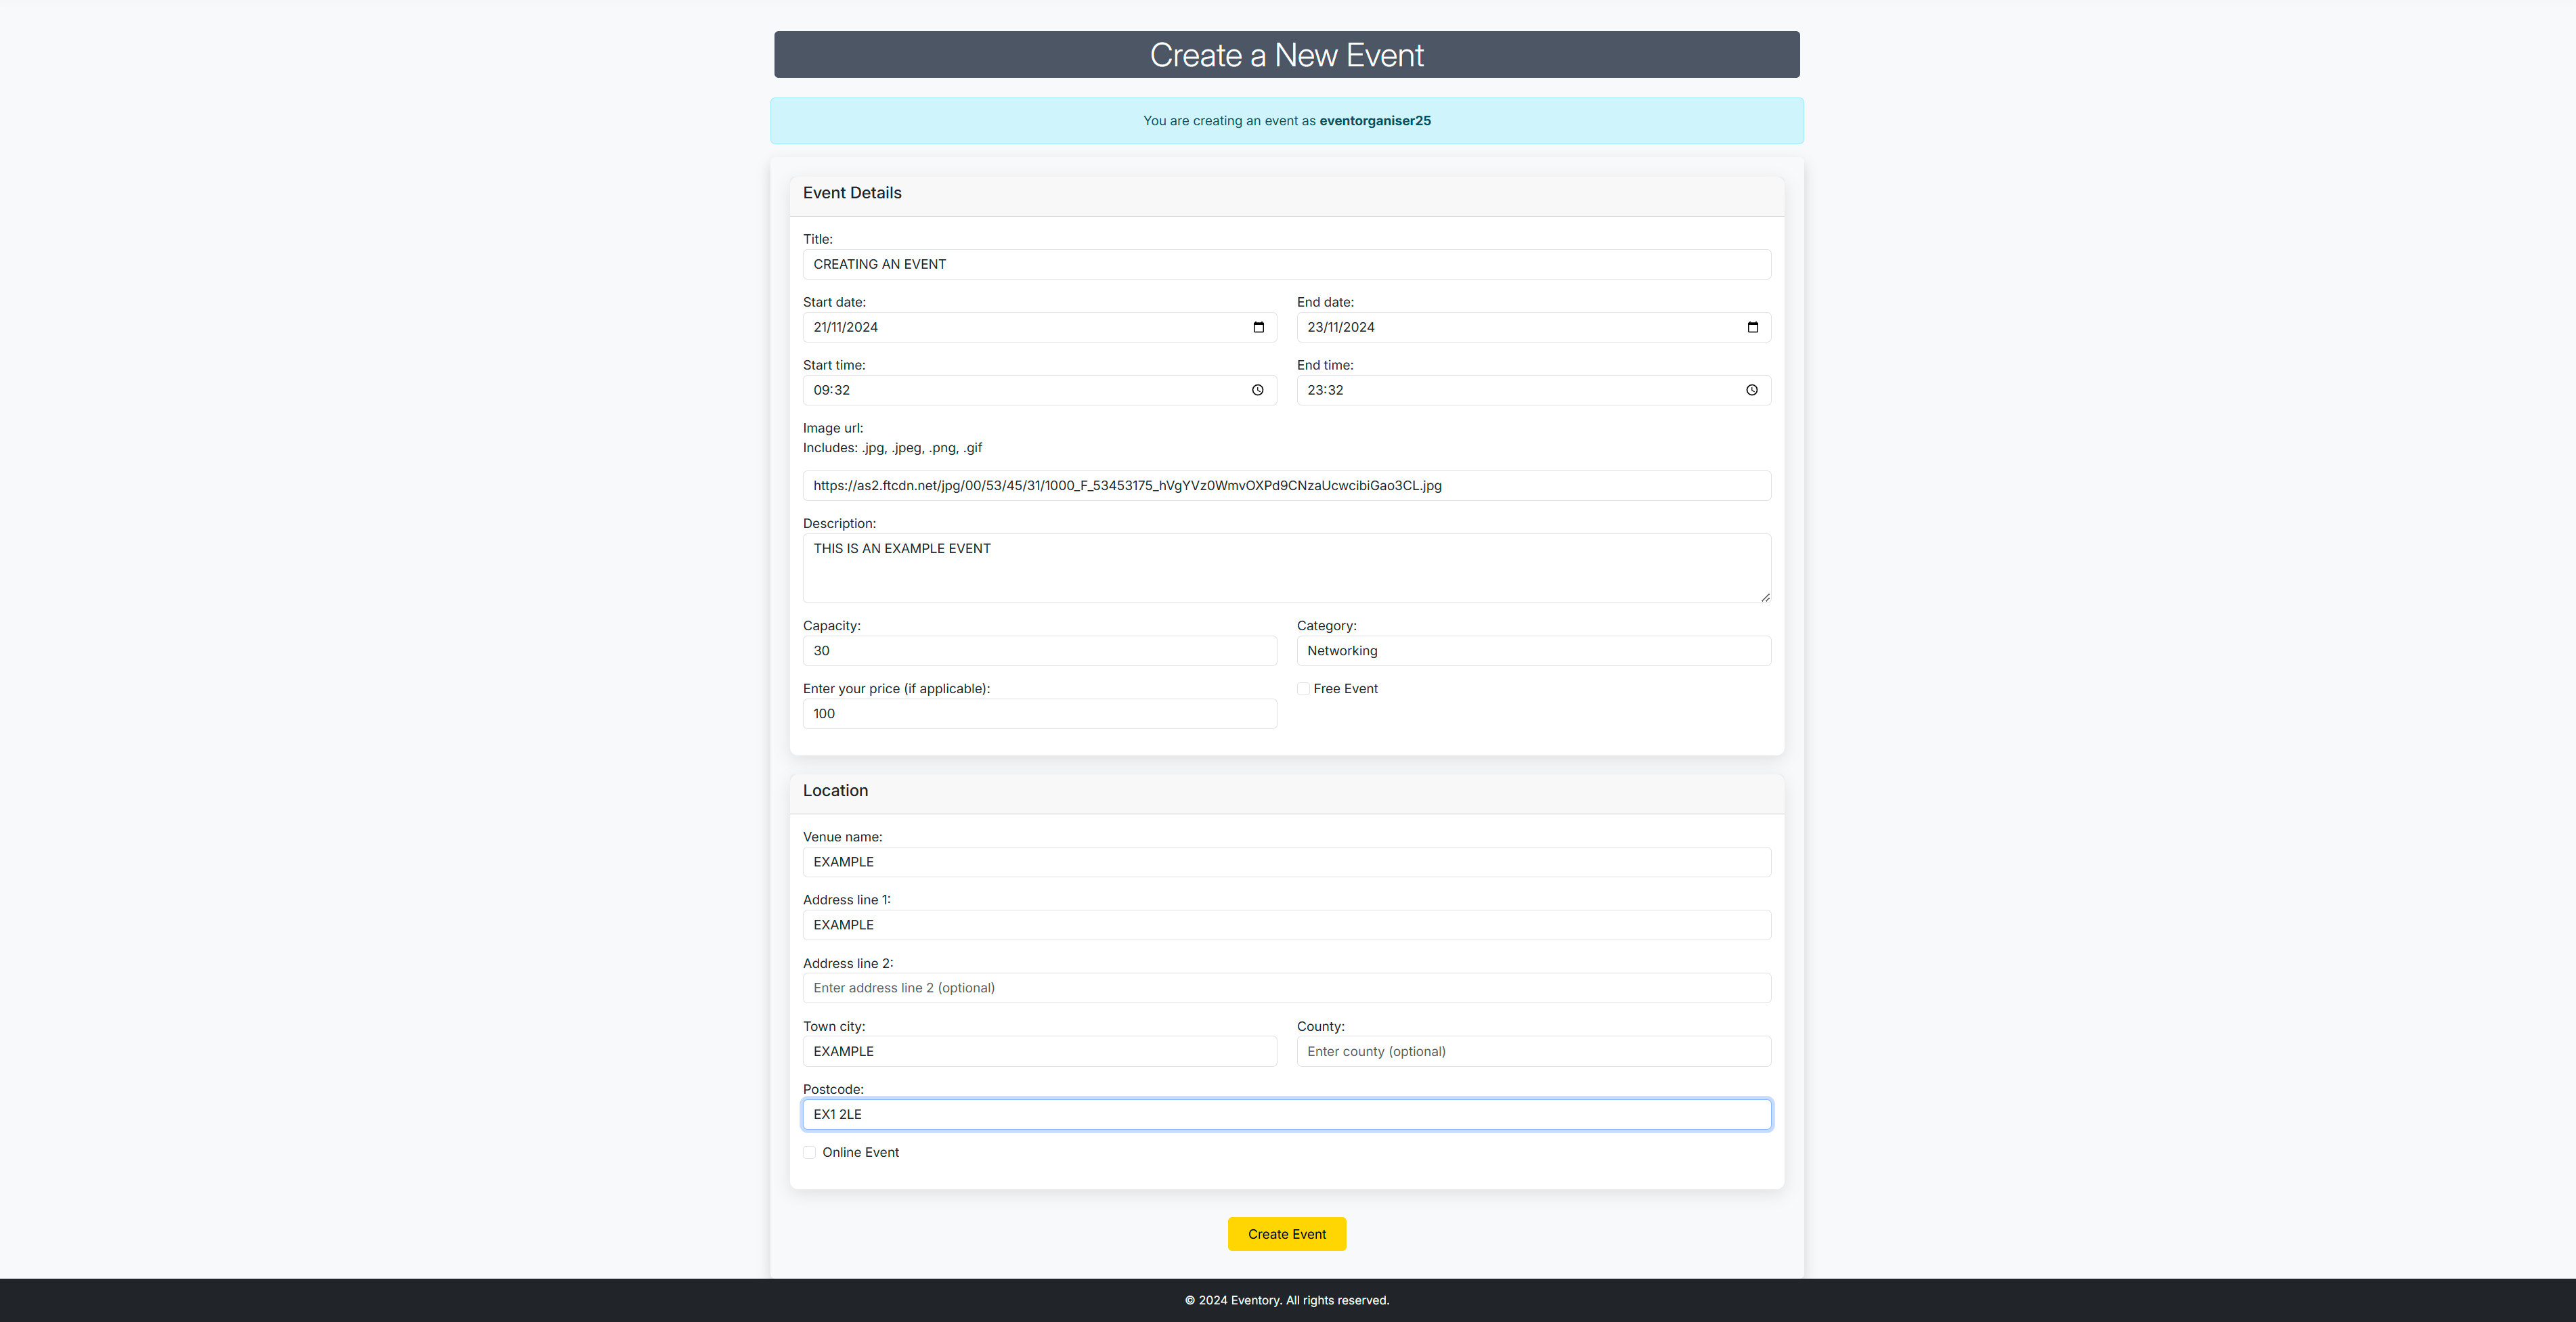 Create a New Event
You are creating an event as eventorganiser25
Event Details
Title:
CREATING AN EVENT
Start date: End date:
21/11/2024 23/11/2024
Start time: End time:
09:32 23:32
Image url:
Includes: .jpg, .jpeg, .png, .gif
https://as2.ftcdn.net/jpg/00/53/45/31/1000_F_53453175_hVgYVz0WmvOXPd9CNzaUcwcibiGao3CL.jpg
Description:
THIS IS AN EXAMPLE EVENT
Capacity: Category:
30 Networking
Enter your price (if applicable): Free Event
100
Location
Venue name:
EXAMPLE
Address line 1:
EXAMPLE
Address line 2:
Enter address line 2 (optional)
Town city: County:
EXAMPLE Enter county (optional)
Postcode:
EX1 2LE
Online Event
Create Event
© 2024 Eventory. All rights reserved.